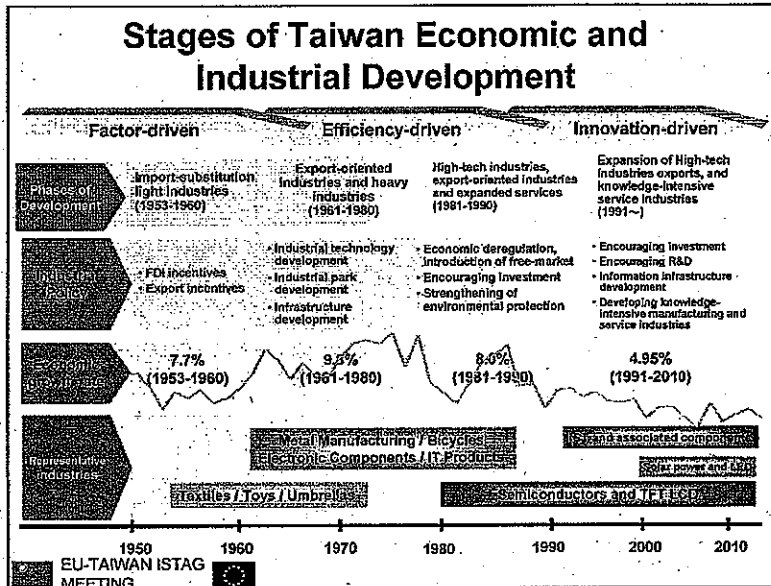 Stages of Taiwan Economic and
Industrial Development
Factor-driven
Efficiency-driven
Innovation-driven
Phases of
Development
Import-substitution
light industries
(1953-1960)
Export-oriented
industries and heavy
industries
(1961-1980)
High-tech industries,
export-oriented industries
and expanded services
(1981-1990)
Expansion of High-tech
industries exports, and
knowledge-intensive
service industries
(1991~)
Industrial
Policy
• FDI incentives
• Export incentives
• Industrial technology
development
• Industrial park
development
• Infrastructure
development
• Economic deregulation,
introduction of free-market
• Encouraging investment
• Strengthening of
environmental protection
• Encouraging investment
• Encouraging R&D
• Information infrastructure
development
• Developing knowledge-
intensive manufacturing and
service industries
Economic
growth rate
7.7%
(1953-1960)
(1961-1980)
(1981-1990)
4.95%
(1991-2010)
Representative
Industries
Metal Manufacturing / Bicycles
Electronic Components / IT Products
and associated components
Solar power and LED
Textiles / Toys / Umbrellas
Semiconductors and TFT LCD
1950
1960
1970
1980
1990
2000
2010
EU-TAIWAN ISTAG
MEETING